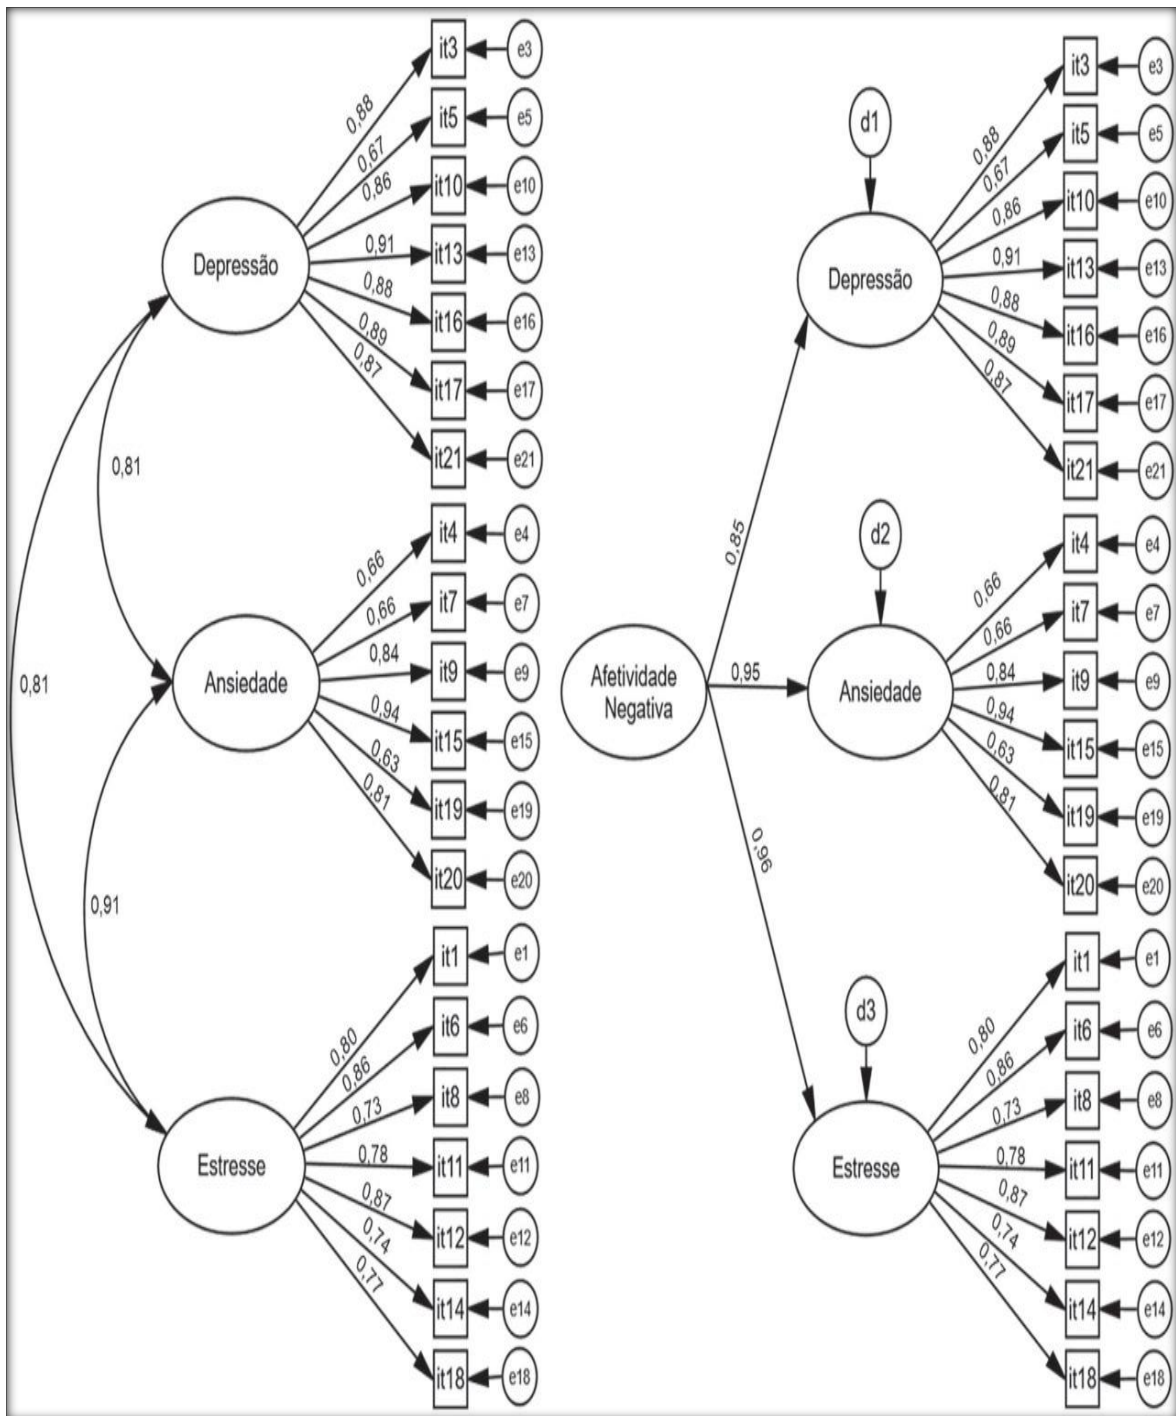 it3
e3
0,88
it5
e5
0,67
it10
e10
0,86
Depressão
0,91
it13
e13
0,88
it16
e16
0,89
it17
e17
0,87
it21
e21
0,81
it4
e4
0,66
it7
e7
0,66
0,81
Ansiedade
0,84
it9
e9
0,94
it15
e15
0,63
it19
e19
0,81
it20
e20
0,91
it1
e1
0,80
it6
e6
0,86
it8
e8
0,73
Estresse
0,78
it11
e11
0,87
it12
e12
0,74
it14
e14
0,77
it18
e18
d1
it3
e3
0,88
it5
e5
0,67
it10
e10
0,86
Depressão
0,91
it13
e13
0,88
it16
e16
0,89
it17
e17
0,87
it21
e21
0,85
d2
it4
e4
0,66
it7
e7
0,66
Afetividade
Negativa
0,95
Ansiedade
0,84
it9
e9
0,94
it15
e15
0,63
it19
e19
0,81
it20
e20
0,96
d3
it1
e1
0,80
it6
e6
0,86
it8
e8
0,73
Estresse
0,78
it11
e11
0,87
it12
e12
0,74
it14
e14
0,77
it18
e18